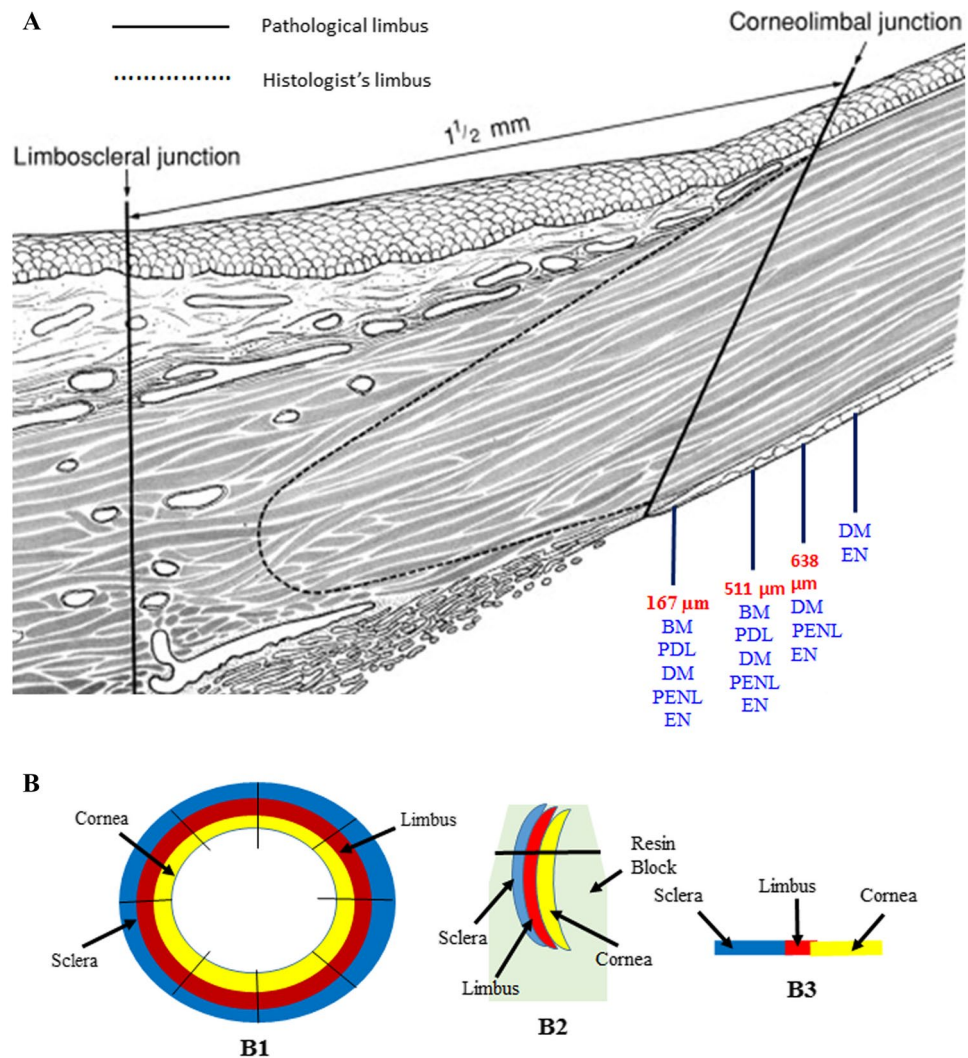 A
Pathological limbus
Histologist's limbus
Corneolimbal junction
1 1/2 mm
Limboscleral junction
167 µm
BM
PDL
DM
PENL
EN
511 µm
BM
PDL
DM
PENL
EN
638
µm
DM
PENL
EN
DM
EN
B
Cornea
Limbus
Sclera
B1
Resin
Block
Sclera
Limbus
Cornea
B2
Sclera
Limbus
Cornea
B3